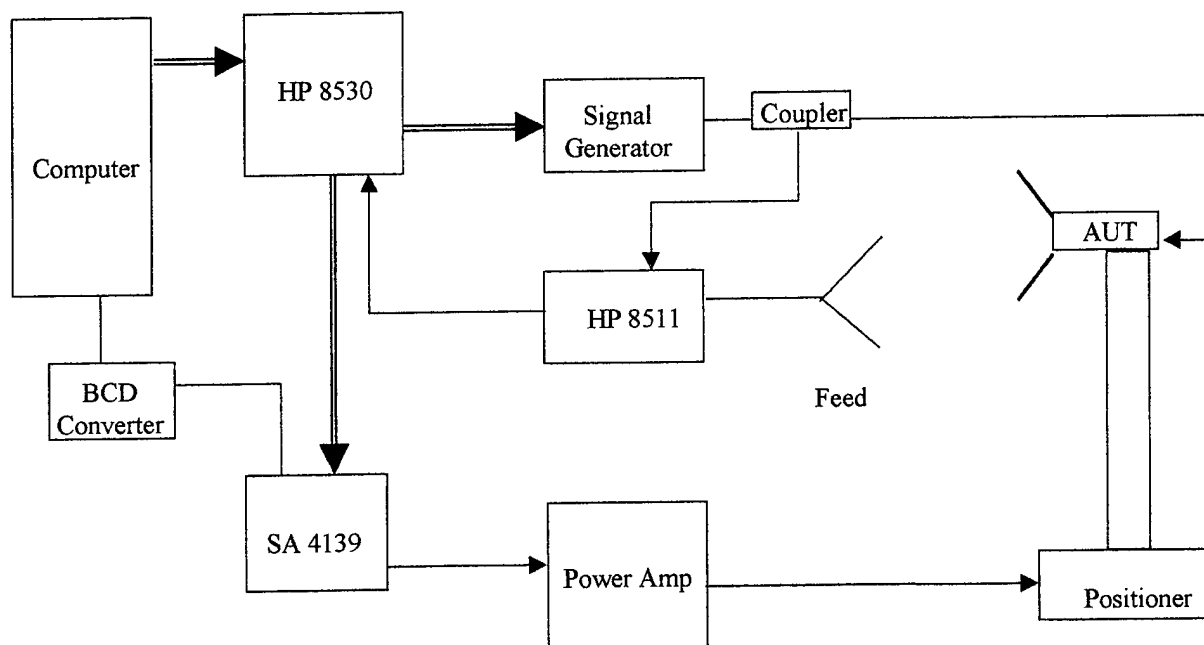 HP 8530
Signal
Generator
Coupler
Computer
AUT
HP 8511
BCD
Converter
Feed
SA 4139
Power Amp
Positioner